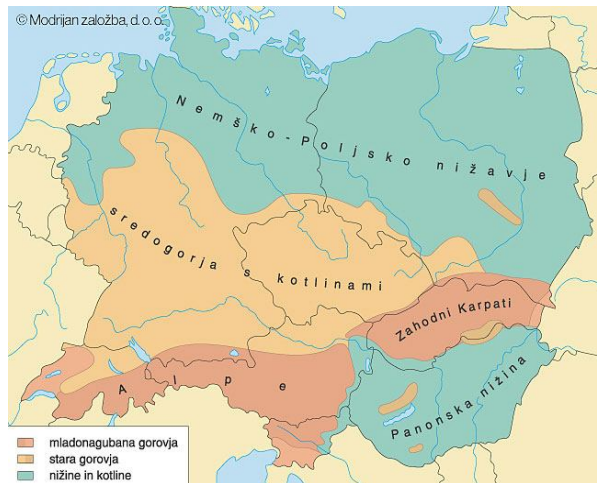 © Modrijan založba, d. o. o.
Nemško-Poljsko nižavje
sredogorja s kotlinami
Zahodni Karpati
Alpe
Panonska nižina
mladonagubana gorovja
stara gorovja
nižine in kotline